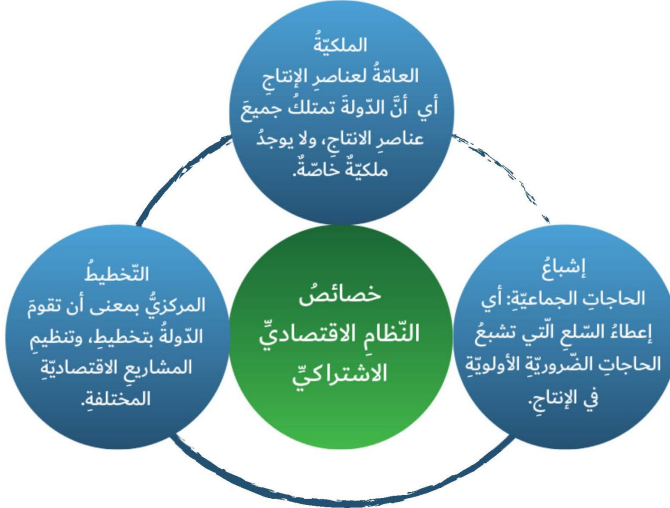 الملكيّةُ
العامّةُ لعناصرِ الإنتاجِ
أي أنَّ الدّولةَ تمتلكُ جميعَ
عناصرِ الانتاجِ، ولا يوجدُ
ملكيّةٌ خاصّةٌ.
إشباعُ
الحاجاتِ الجماعيّةِ: أي
إعطاءُ السّلعِ الّتي تشبعُ
الحاجاتِ الضّروريّةِ الأولويّةِ
في الإنتاجِ.
خصائصُ
النّظامِ الاقتصاديِّ
الاشتراكيِّ
التّخطيطُ
المركزيُّ بمعنى أن تقومَ
الدّولةُ بتخطيطِ، وتنظيمِ
المشاريعِ الاقتصاديّةِ
المختلفةِ.